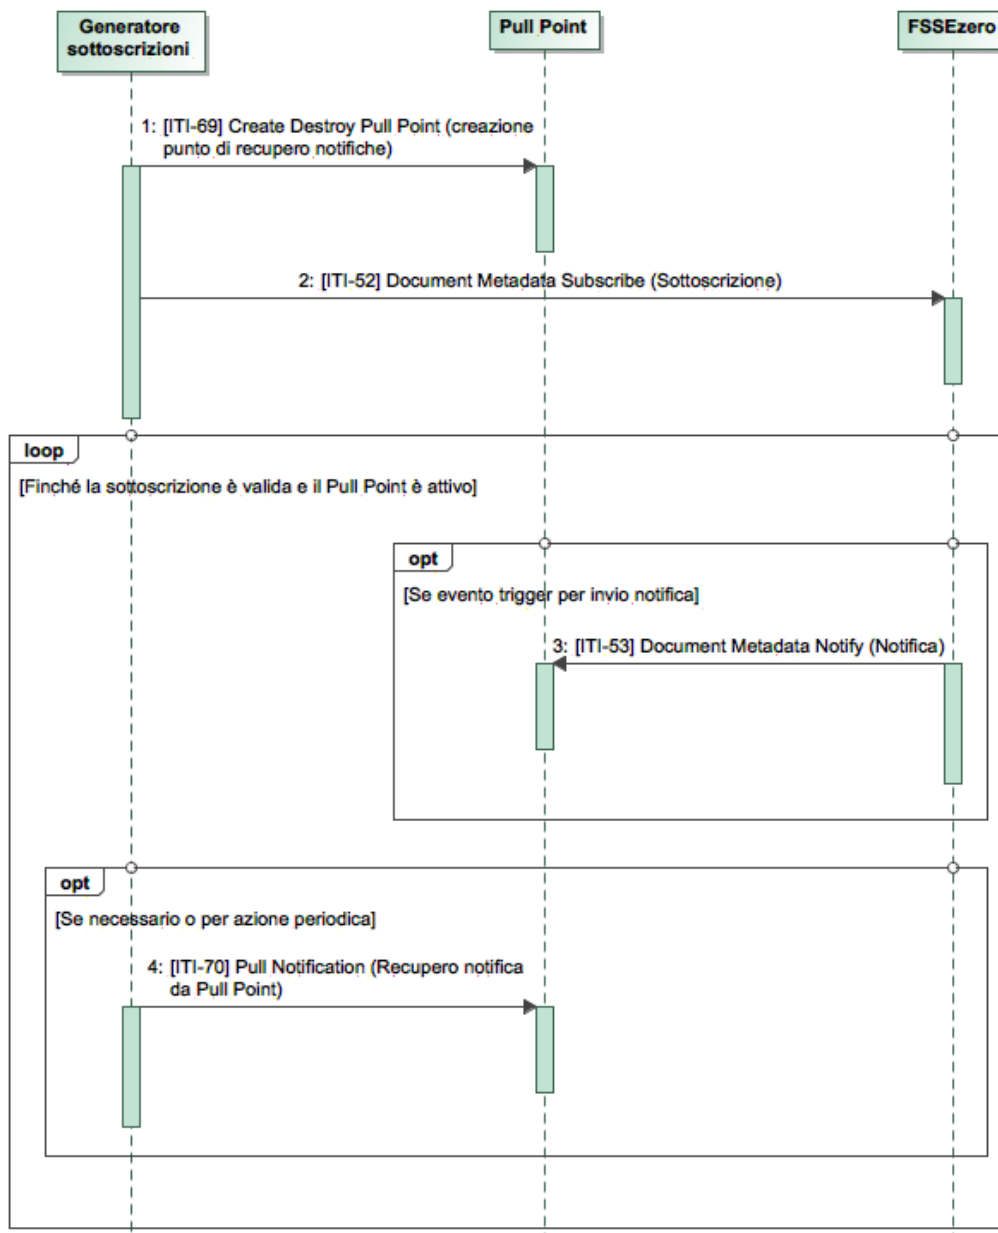 Generatore
sottoscrizioni
Pull Point
FSSEzero
1: [ITI-69] Create Destroy Pull Point (creazione
punto di recupero notifiche)
2: [ITI-52] Document Metadata Subscribe (Sottoscrizione)
loop
[Finché la sottoscrizione è valida e il Pull Point è attivo]
opt
[Se evento trigger per invio notifica]
3: [ITI-53] Document Metadata Notify (Notifica)
opt
[Se necessario o per azione periodica]
4: [ITI-70] Pull Notification (Recupero notifica
da Pull Point)